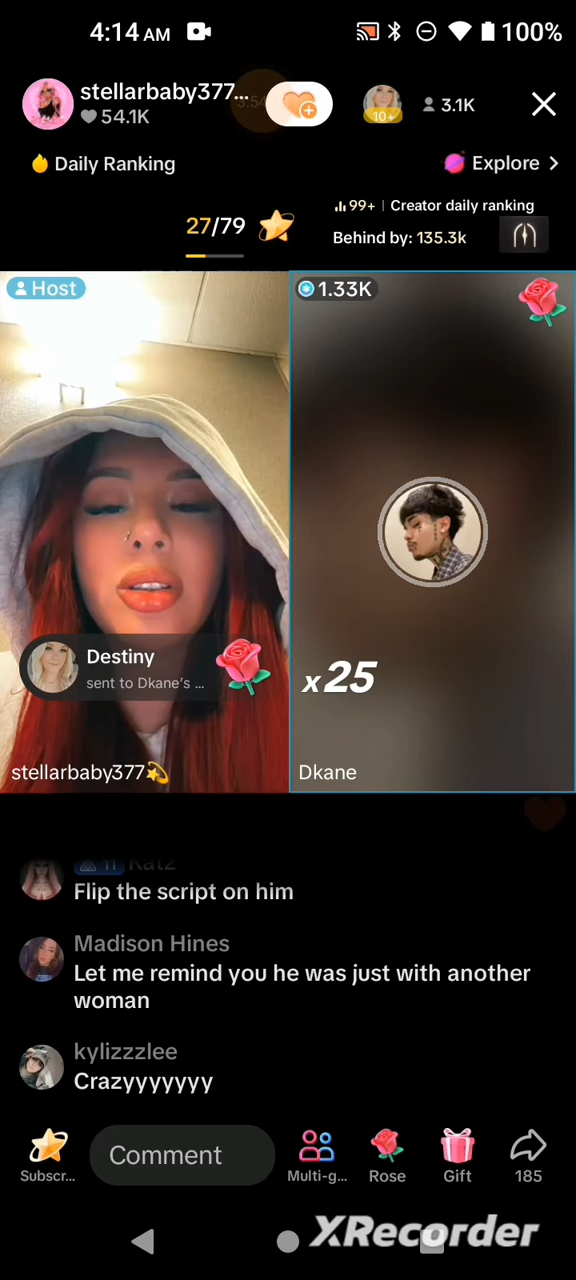 4:14 AM
100%
stellarbaby377...
54.1K
10+
3.1K
Daily Ranking
Explore >
27/79
99+ | Creator daily ranking
Behind by: 135.3k
Host
1.33K
Destiny
sent to Dkane's ...
x25
stellarbaby377💫
Dkane
11 Katz
Flip the script on him
Madison Hines
Let me remind you he was just with another
woman
kylizzzlee
Crazyyyyyyy
Subscr...
Comment
Multi-g...
Rose
Gift
185
XRecorder